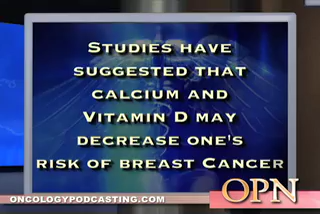 STUDIES HAVE
SUGGESTED THAT
CALCIUM AND
VITAMIN D MAY
DECREASE ONE'S
RISK OF BREAST CANCER
OPN
ONCOLOGYPODCASTING.COM